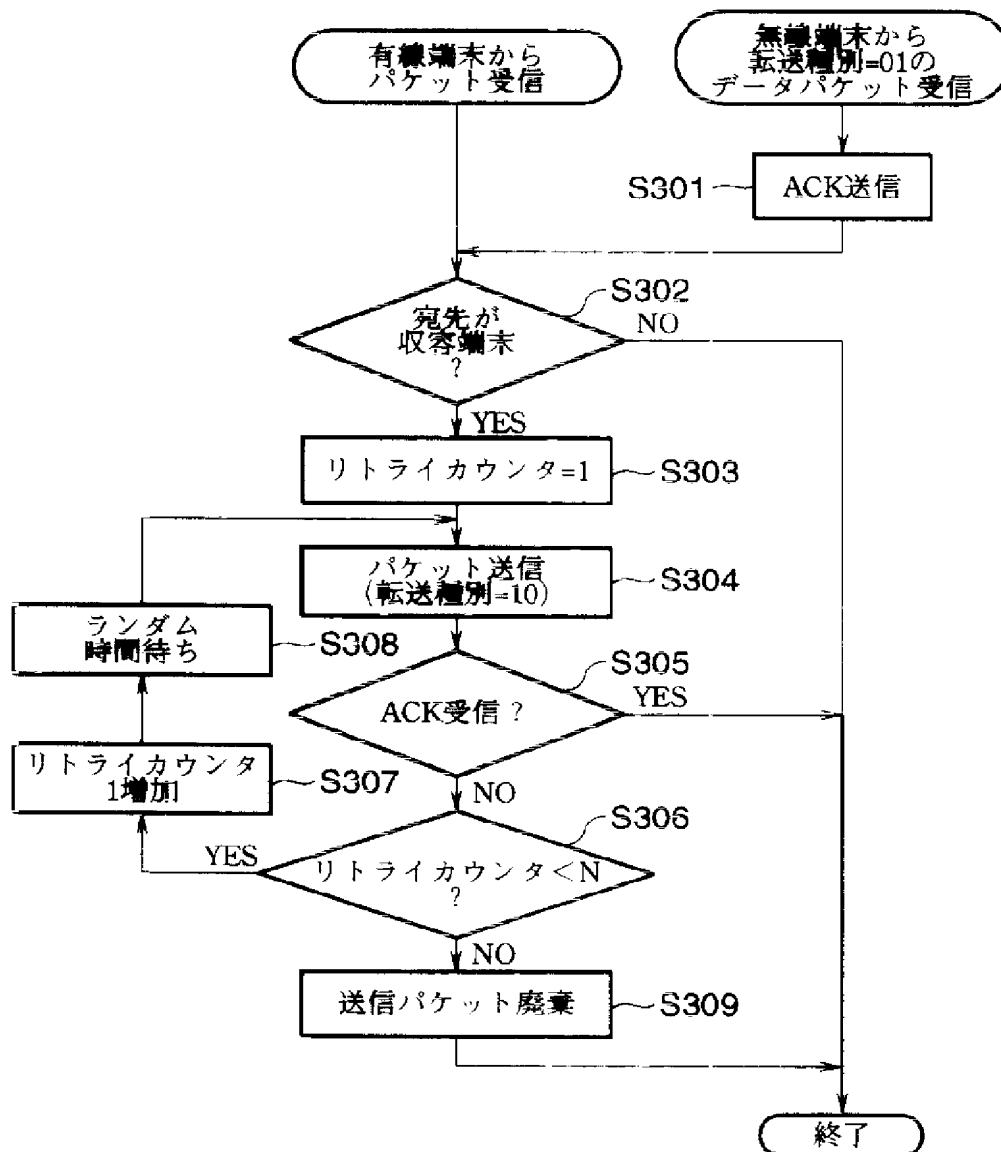 有線端末から
パケット受信
無線端末から
転送種別=01の
データパケット受信
S301
ACK送信
S302
宛先が
収容端末
?
NO
YES
リトライカウンタ=1
S303
パケット送信
(転送種別=10)
S304
ランダム
時間待ち
S308
S305
ACK受信?
YES
リトライカウンタ
1増加
S307
NO
S306
YES
リトライカウンタ<N
?
NO
送信パケット廃棄
S309
終了